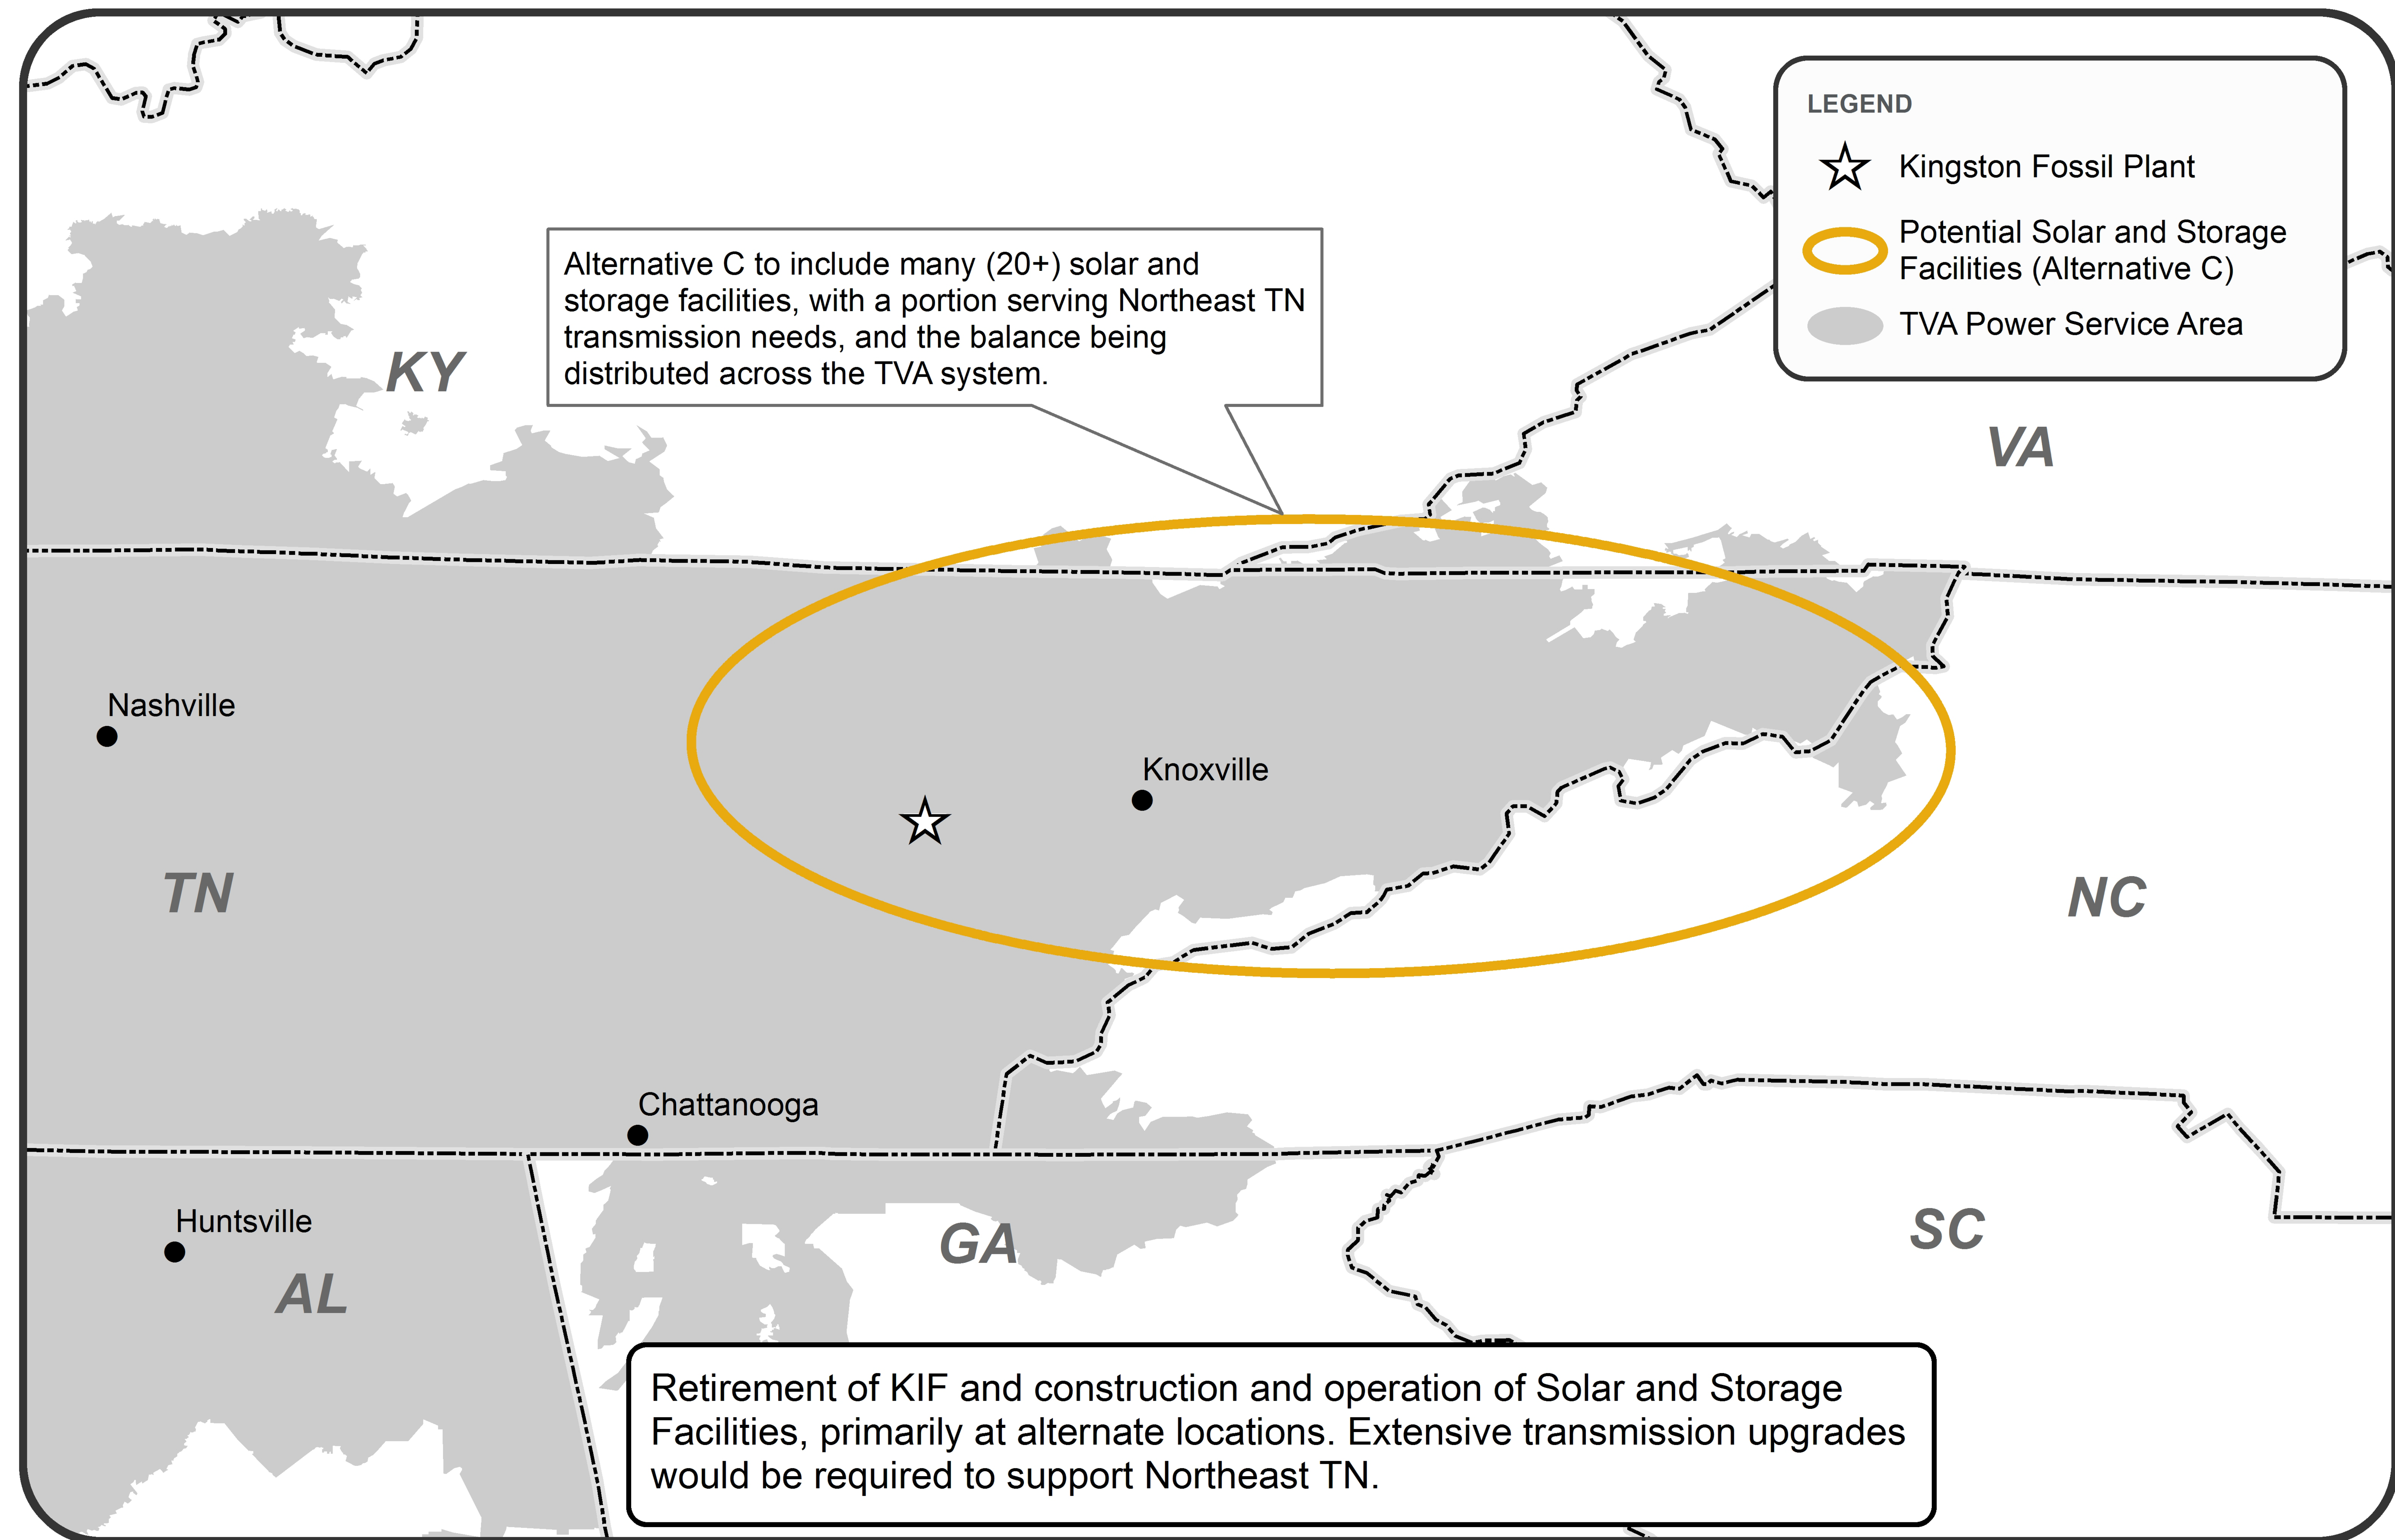 LEGEND
Kingston Fossil Plant
Potential Solar and Storage
Facilities (Alternative C)
TVA Power Service Area
Alternative C to include many (20+) solar and
storage facilities, with a portion serving Northeast TN
transmission needs, and the balance being
distributed across the TVA system.
KY
VA
Nashville
Knoxville
TN
NC
Chattanooga
Huntsville
GA
SC
AL
Retirement of KIF and construction and operation of Solar and Storage
Facilities, primarily at alternate locations. Extensive transmission upgrades
would be required to support Northeast TN.